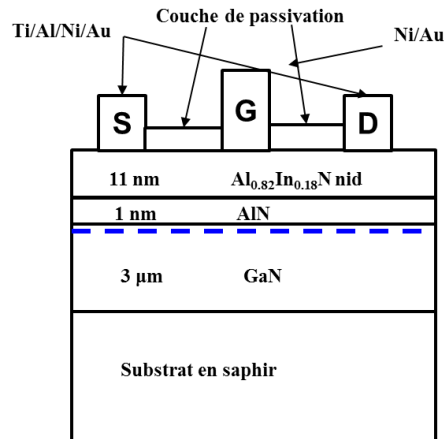 Couche de passivation
Ti/Al/Ni/Au
Ni/Au
S
G
D
11 nm Al0.82In0.18N nid
1 nm AlN
3 µm GaN
Substrat en saphir